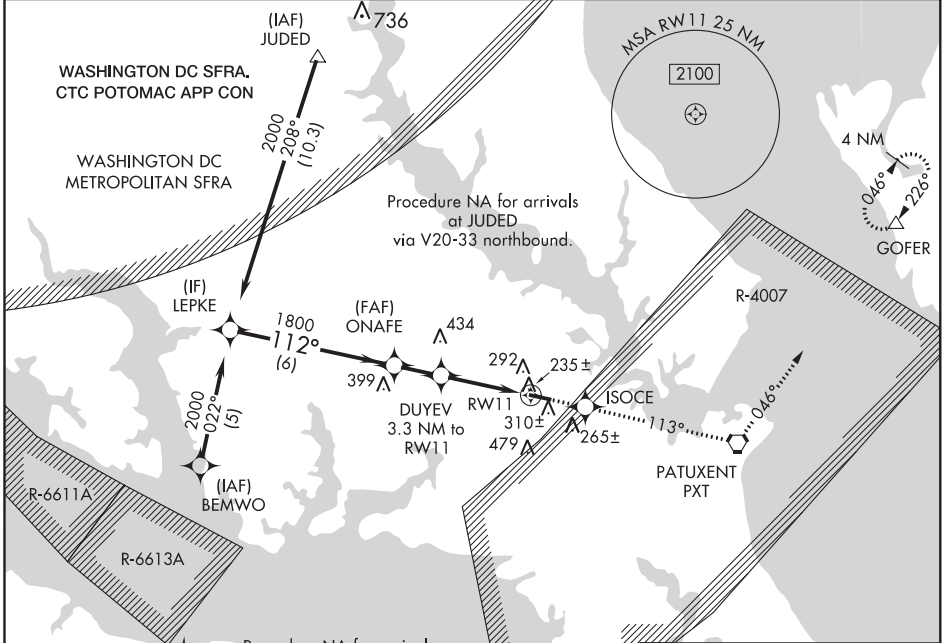 (IAF)
JUDED
736
WASHINGTON DC SFRA.
CTC POTOMAC APP CON
MSA RW11 25 NM
2100
2000
208°
(10.3)
WASHINGTON DC
METROPOLITAN SFRA
4 NM
046°
226°
GOFER
Procedure NA for arrivals
at JUDED
via V20-33 northbound.
R-4007
(IF)
LEPKE
(FAF)
ONAFE
1800
112°
(6)
434
399
292
235±
RW11
ISOCE
DUYEV
3.3 NM to
RW11
310±
265±
479
113°
046°
PATUXENT
PXT
2000
022°
(5)
(IAF)
BEMWO
R-6611A
R-6613A